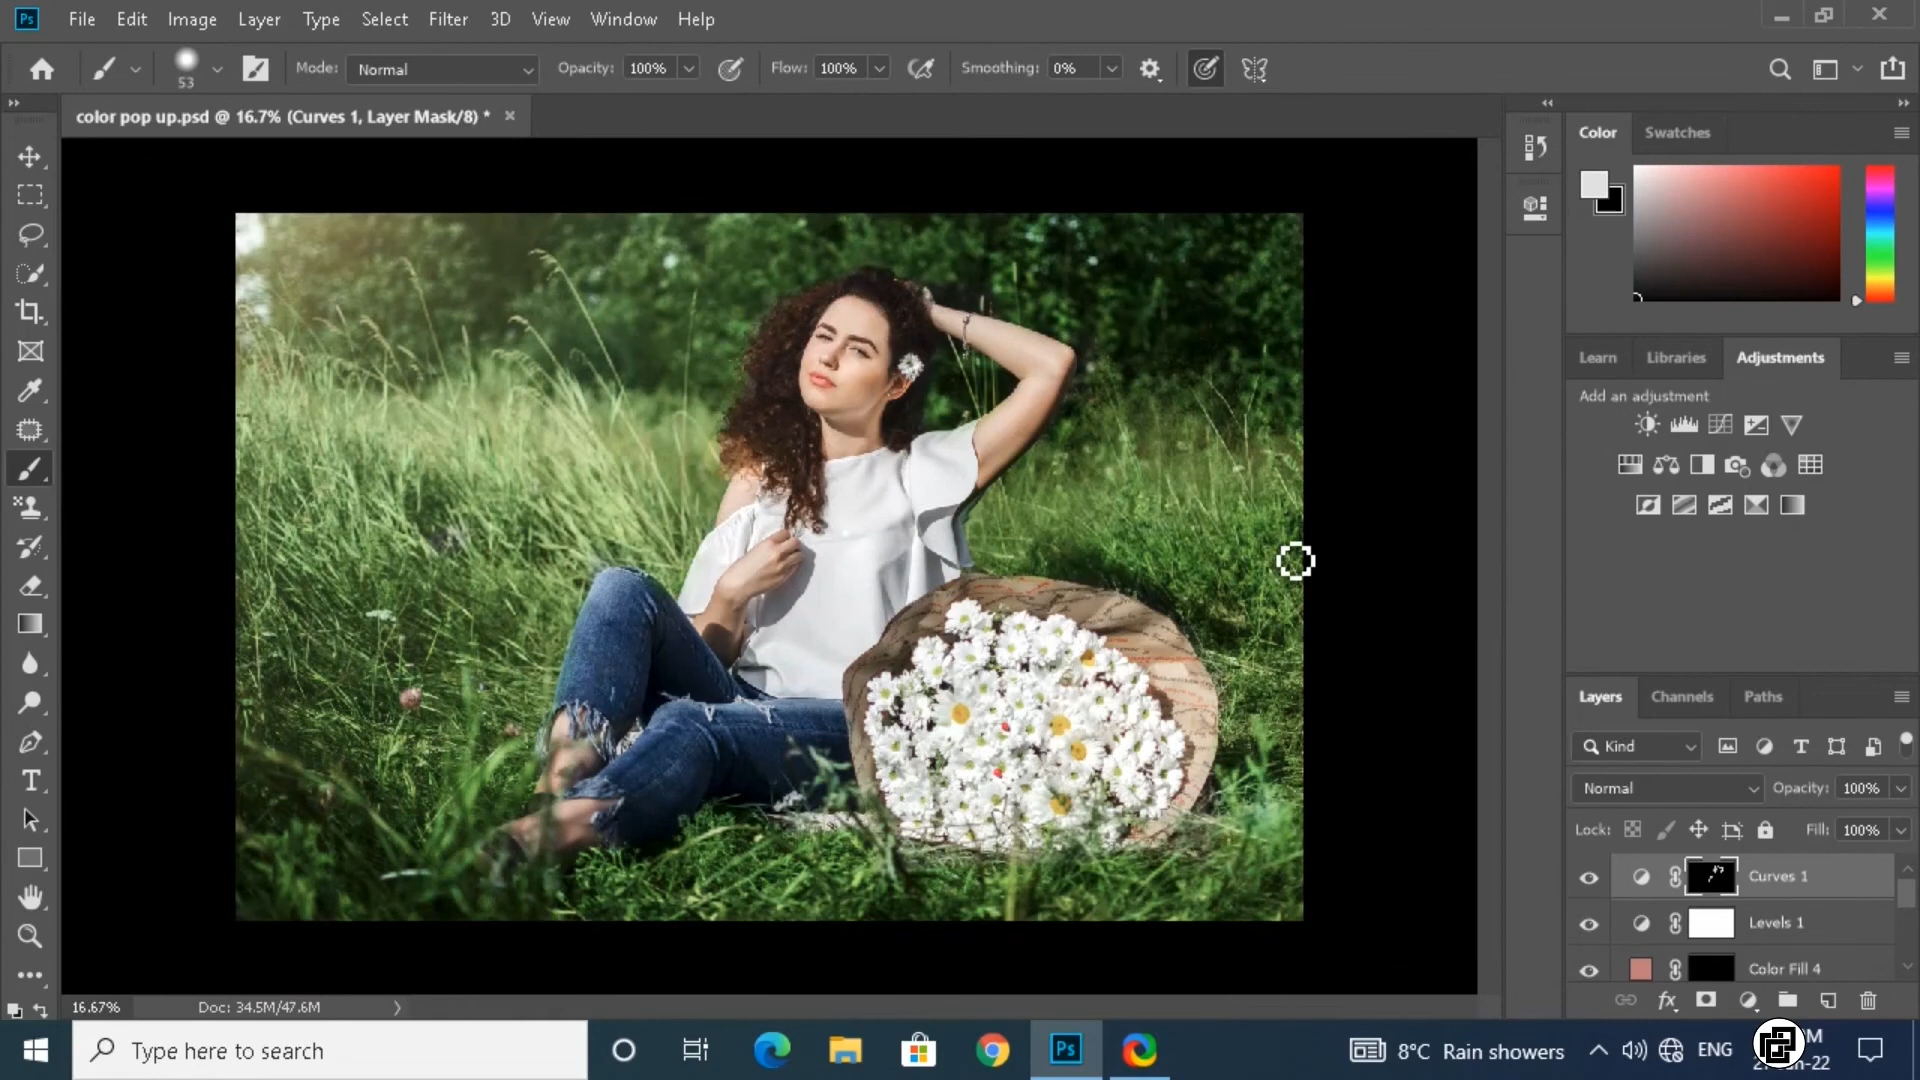 Ps File Edit Image Layer Type Select Filter 3D View Window Help
53 Mode: Normal Opacity: 100% Flow: 100% Smoothing: 0%
color pop up.psd @ 16.7% (Curves 1, Layer Mask/8) *
Color Swatches
Learn Libraries Adjustments
Add an adjustment
Layers Channels Paths
Kind
Normal Opacity: 100%
Lock: Fill: 100%
Curves 1
Levels 1
Color Fill 4
16.67% Doc: 34.5M/47.6M
Type here to search
Ps
8°C Rain showers
ENG